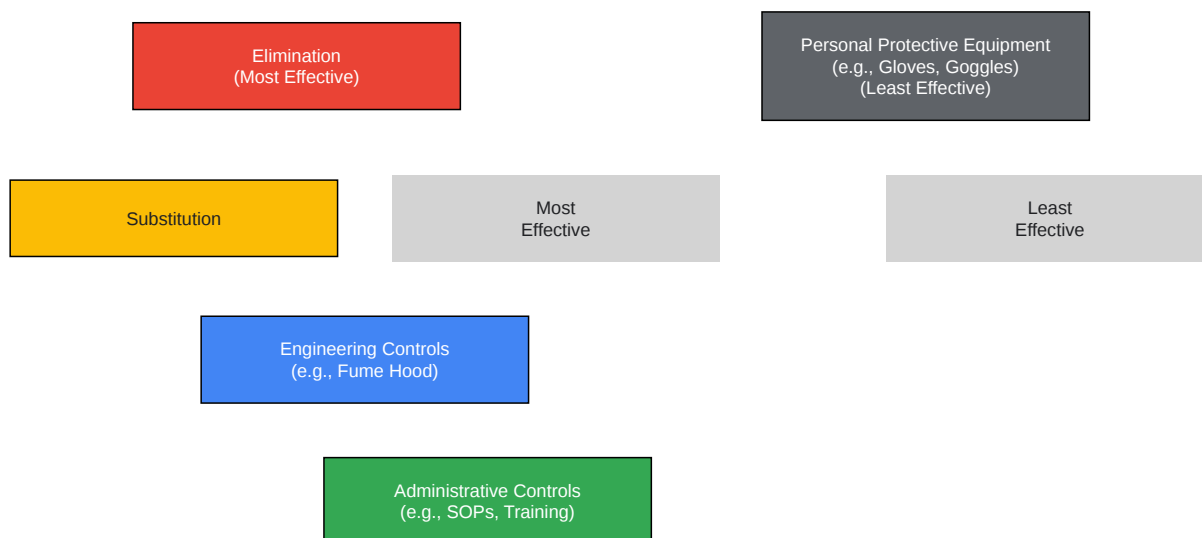 Elimination
(Most Effective)
Personal Protective Equipment
(e.g., Gloves, Goggles)
(Least Effective)
Substitution
Most
Effective
Least
Effective
Engineering Controls
(e.g., Fume Hood)
Administrative Controls
(e.g., SOPs, Training)